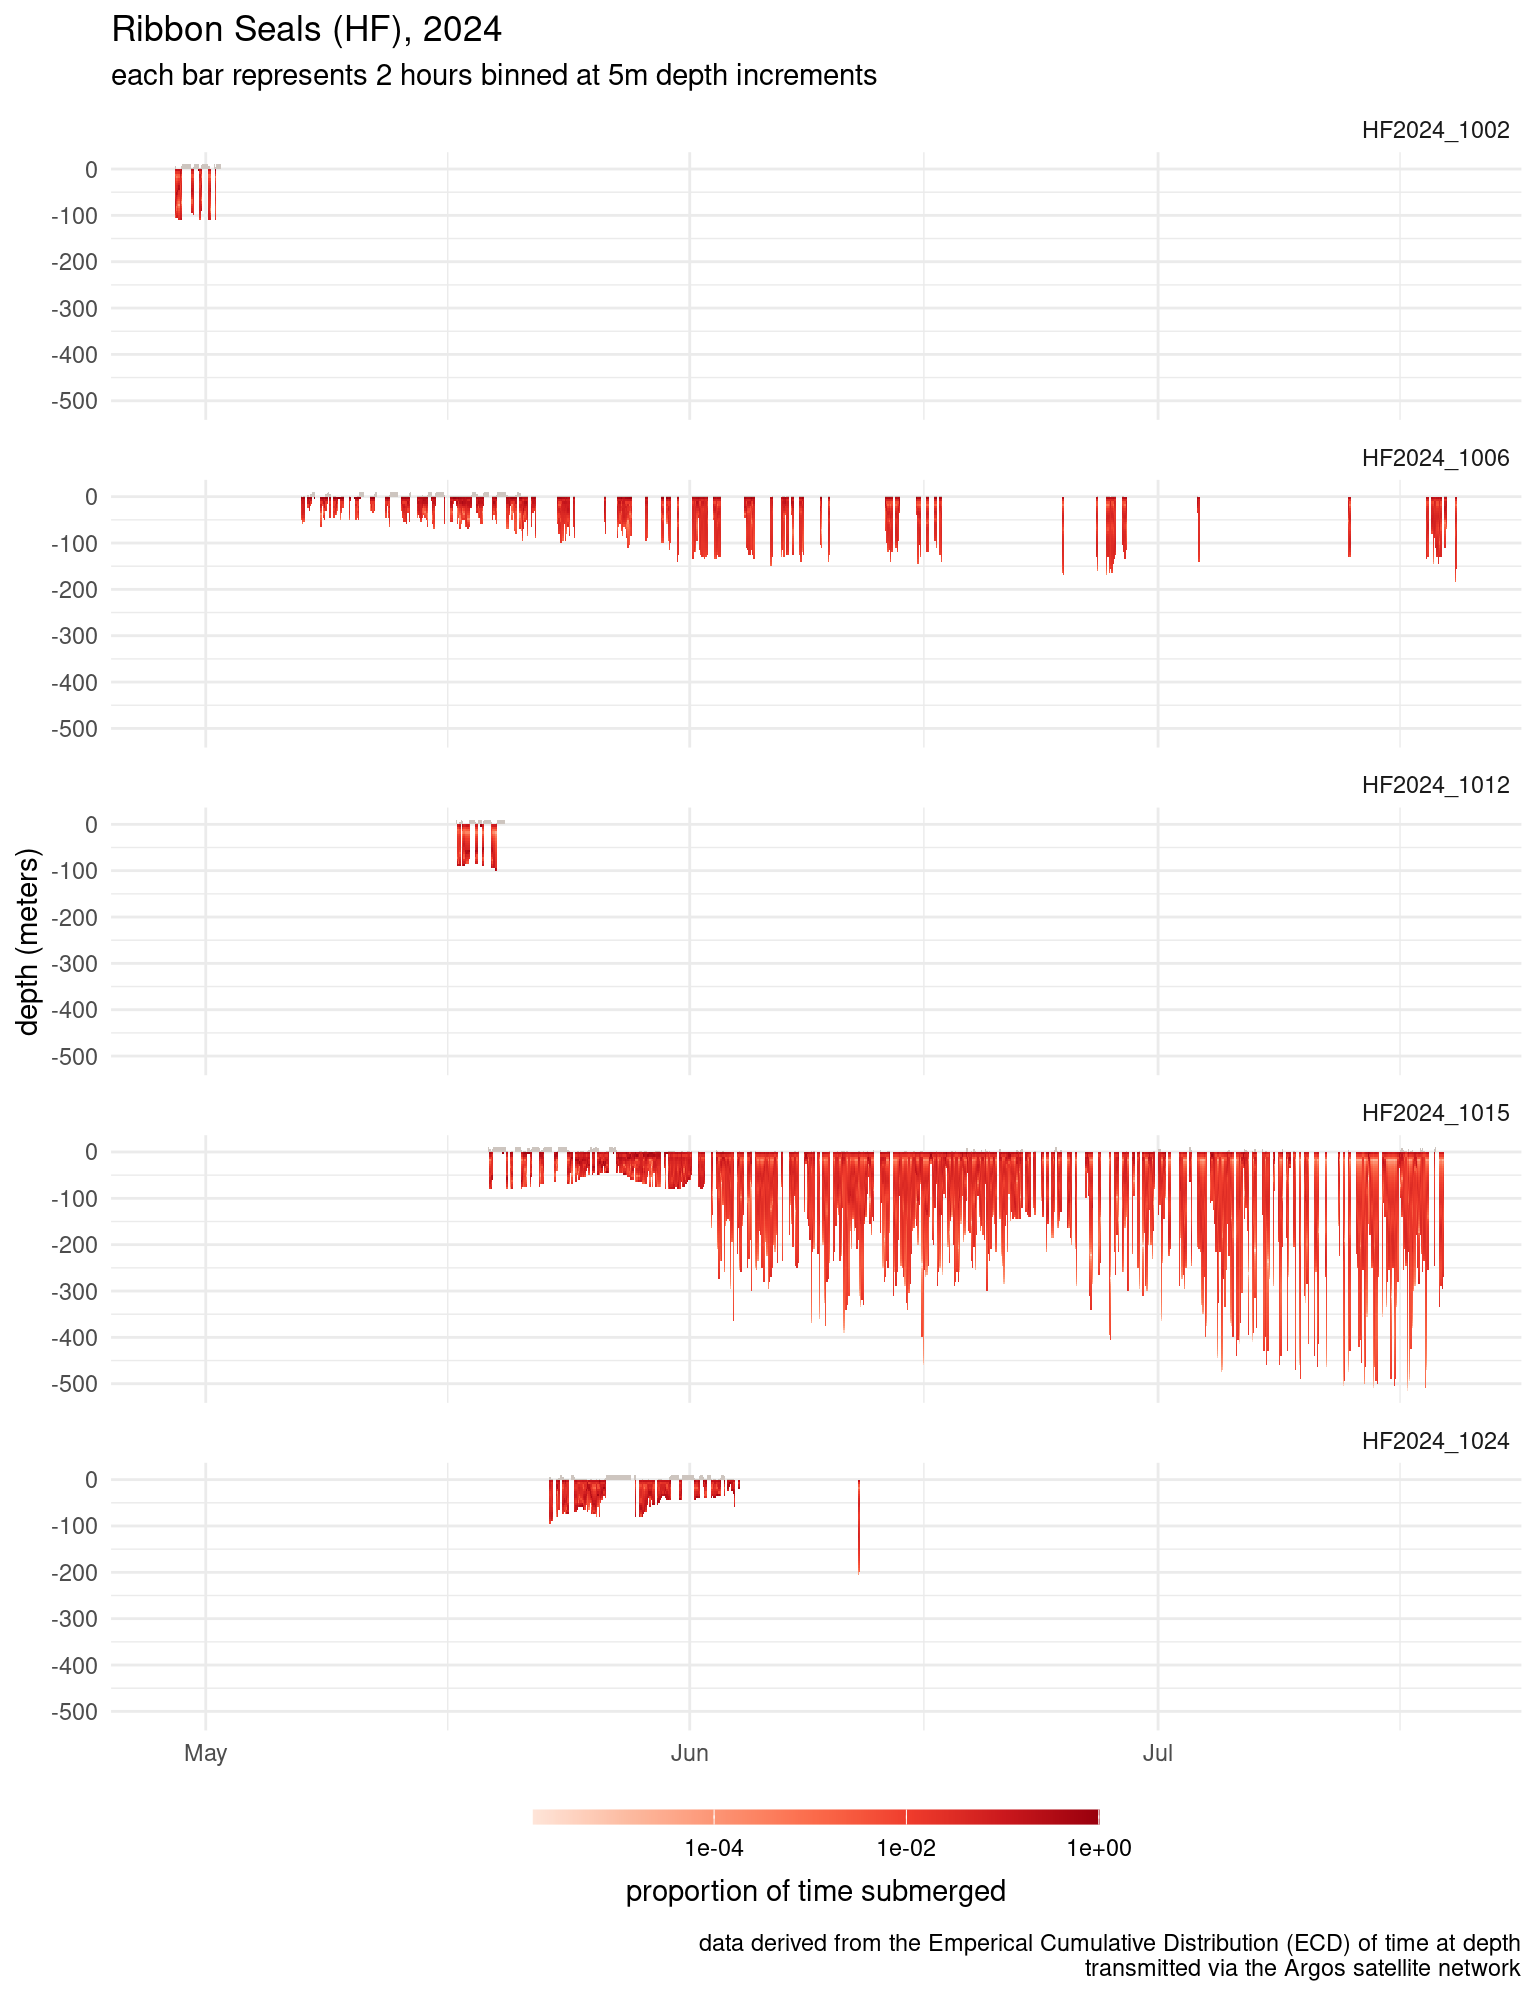 Ribbon Seals (HF), 2024
each bar represents 2 hours binned at 5m depth increments
HF2024_1002
0
-100
-200
-300
-400
-500
HF2024_1006
0
-100
-200
-300
-400
-500
HF2024_1012
0
-100
-200
-300
-400
-500
depth (meters)
HF2024_1015
0
-100
-200
-300
-400
-500
HF2024_1024
0
-100
-200
-300
-400
-500
May Jun Jul
1e-04 1e-02 1e+00
proportion of time submerged
data derived from the Emperical Cumulative Distribution (ECD) of time at depth
transmitted via the Argos satellite network